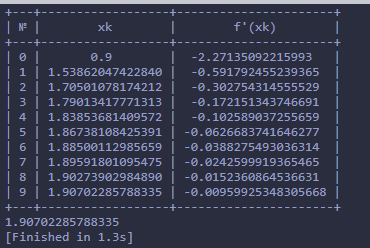 +---+------------------+----------------------+
| № |        xk        |        f'(xk)        |
+---+------------------+----------------------+
| 0 |       0.9        |  -2.27135092215993   |
| 1 | 1.53862047422840 |  -0.591792455239365  |
| 2 | 1.70501078174212 |  -0.302754314555529  |
| 3 | 1.79013417771313 |  -0.172151343746691  |
| 4 | 1.83853681409572 |  -0.102589037255659  |
| 5 | 1.86738108425391 | -0.0626683741646277  |
| 6 | 1.88500112985659 | -0.0388275493036314  |
| 7 | 1.89591801095475 | -0.0242599919365465  |
| 8 | 1.90273902984890 | -0.0152360864536631  |
| 9 | 1.90702285788335 | -0.00959925348305668 |
+---+------------------+----------------------+
1.90702285788335
[Finished in 1.3s]